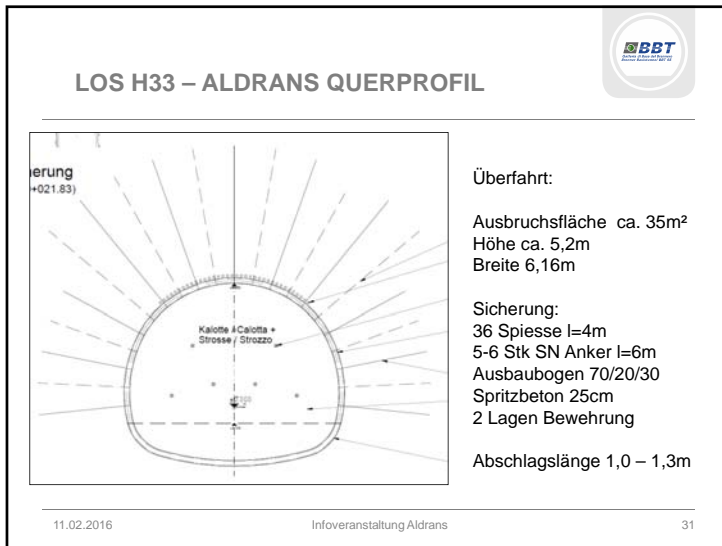 BBT
LOS H33 – ALDRANS QUERPROFIL
erung
+021.83)
Kalotte / Calotta +
Strosse / Strozzo
Überfahrt:
Ausbruchsfläche ca. 35m²
Höhe ca. 5,2m
Breite 6,16m
Sicherung:
36 Spiesse l=4m
5-6 Stk SN Anker l=6m
Ausbaubogen 70/20/30
Spritzbeton 25cm
2 Lagen Bewehrung
Abschlagslänge 1,0 – 1,3m
11.02.2016
Infoveranstaltung Aldrans
31